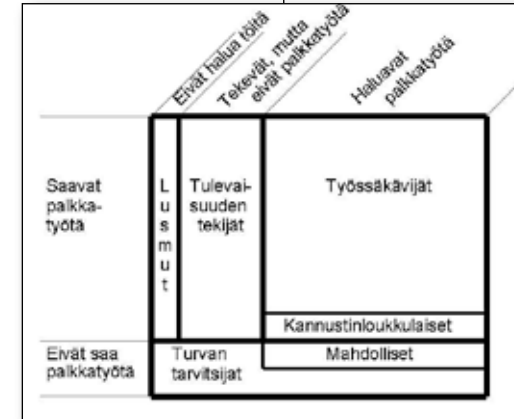 Eivät halua töitä
Tekevät, mutta
eivät palkkatyötä
Haluavat
palkkatyötä
Saavat
palkka-
työtä
Lusmut
Tulevai-
suuden
tekijät
Työssäkävijät
Kannustinloukkulaiset
Eivät saa
palkkatyötä
Turvan
tarvitsijat
Mahdolliset